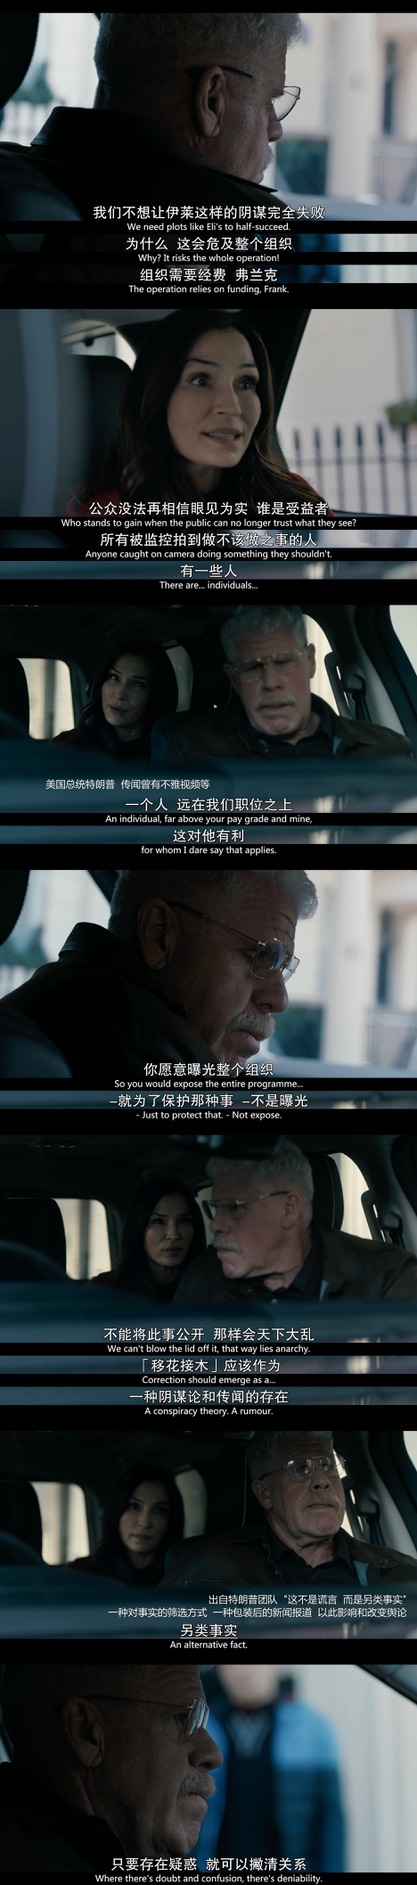 我们不想让伊莱这样的阴谋完全失败
We need plots like Eli's to half-succeed.
为什么 这会危及整个组织
Why? It risks the whole operation!
组织需要经费 弗兰克
The operation relies on funding, Frank.
公众没法再相信眼见为实 谁是受益者
Who stands to gain when the public can no longer trust what they see?
所有被监控拍到做不该做之事的人
Anyone caught on camera doing something they shouldn't.
有一些人
There are... individuals...
美国总统特朗普 传闻曾有不雅视频等
一个人 远在我们职位之上
An individual, far above your pay grade and mine,
这对他有利
for whom I dare say that applies.
你愿意曝光整个组织
So you would expose the entire programme...
–就为了保护那种事 –不是曝光
- Just to protect that. - Not expose.
不能将此事公开 那样会天下大乱
We can't blow the lid off it, that way lies anarchy.
「移花接木」应该作为
Correction should emerge as a...
一种阴谋论和传闻的存在
A conspiracy theory. A rumour.
出自特朗普团队 "这不是谎言 而是另类事实"
一种对事实的筛选方式 一种包装后的新闻报道 以此影响和改变舆论
另类事实
An alternative fact.
只要存在疑惑 就可以撇清关系
Where there's doubt and confusion, there's deniability.